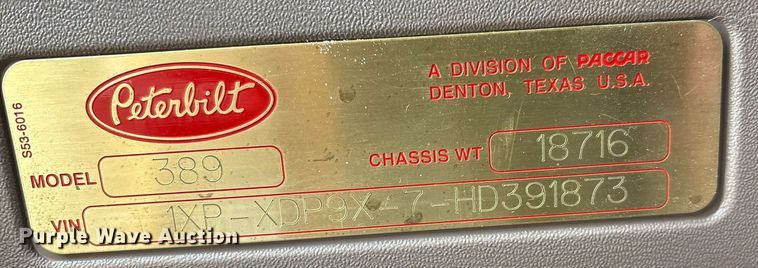 Peterbilt
A DIVISION OF PACCAR
DENTON, TEXAS U.S.A.
S53-6016
MODEL 389
CHASSIS WT 18716
VIN 1XP-XDP9X-7-HD391873
Purple Wave Auction